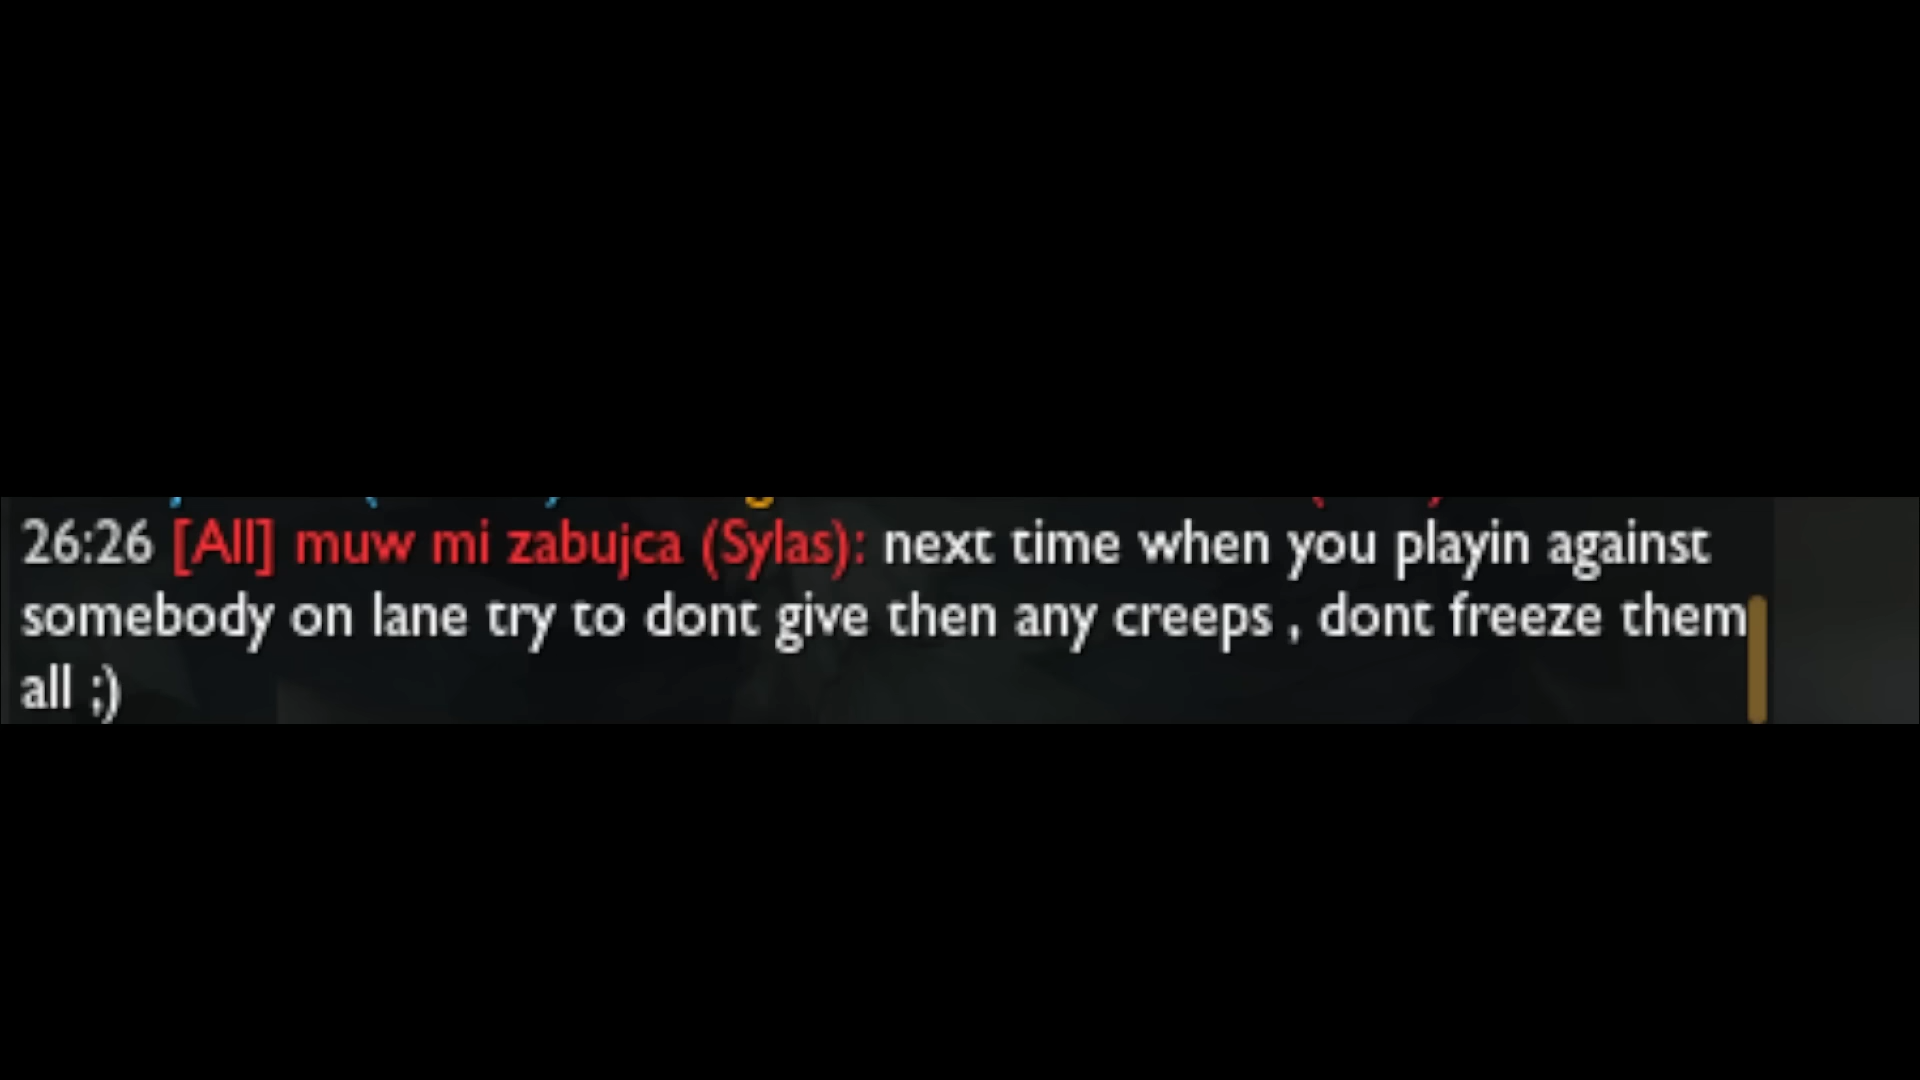 26:26 [All] muw mi zabujca (Sylas): next time when you playin against
somebody on lane try to dont give then any creeps , dont freeze them
all ;)